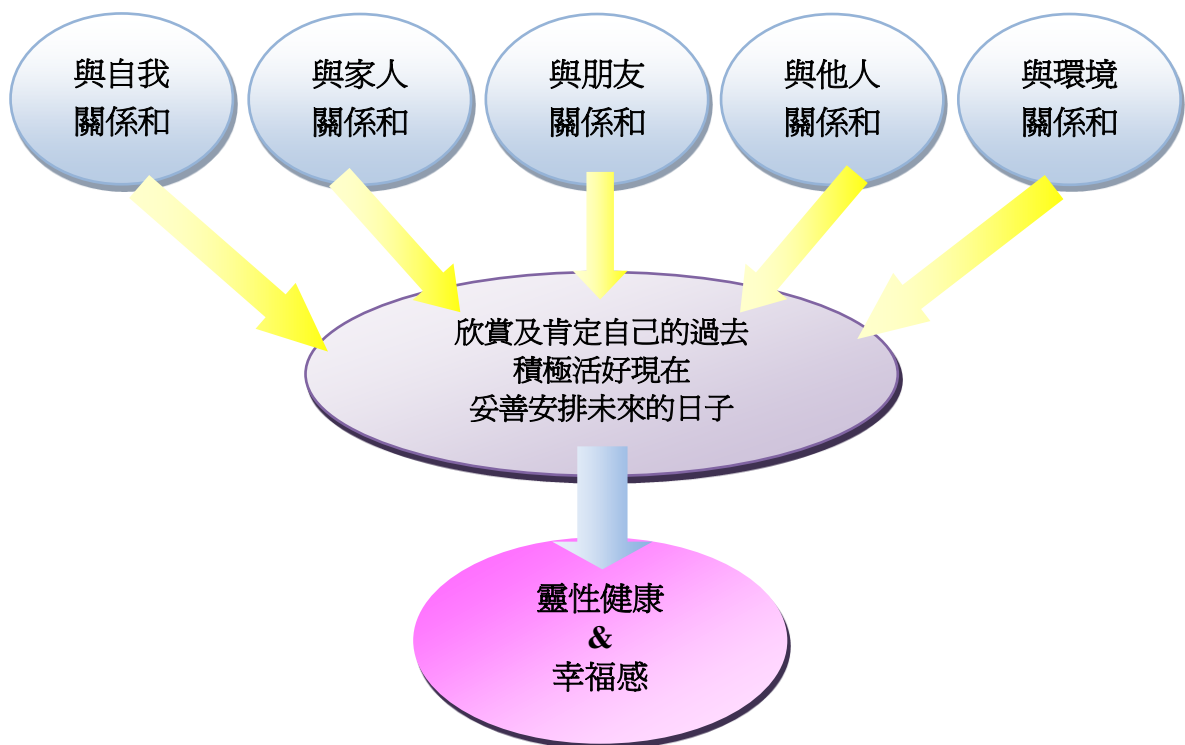 與自我
關係和
與家人
關係和
與朋友
關係和
與他人
關係和
與環境
關係和
欣賞及肯定自己的過去
積極活好現在
妥善安排未來的日子
靈性健康
&
幸福感